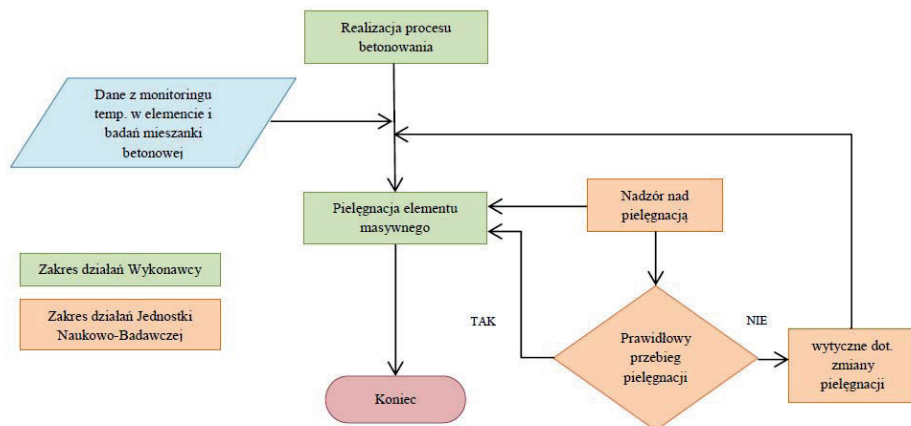 Realizacja procesu
betonowania
Dane z monitoringu
temp. w elemencie i
badań mieszanki
betonowej
Pielęgnacja elementu
masywnego
Nadzór nad
pielęgnacją
Zakres działań Wykonawcy
Zakres działań Jednostki
Naukowo-Badawczej
TAK
NIE
Prawidłowy
przebieg
pielęgnacji
wytyczne dot.
zmiany
pielęgnacji
Koniec